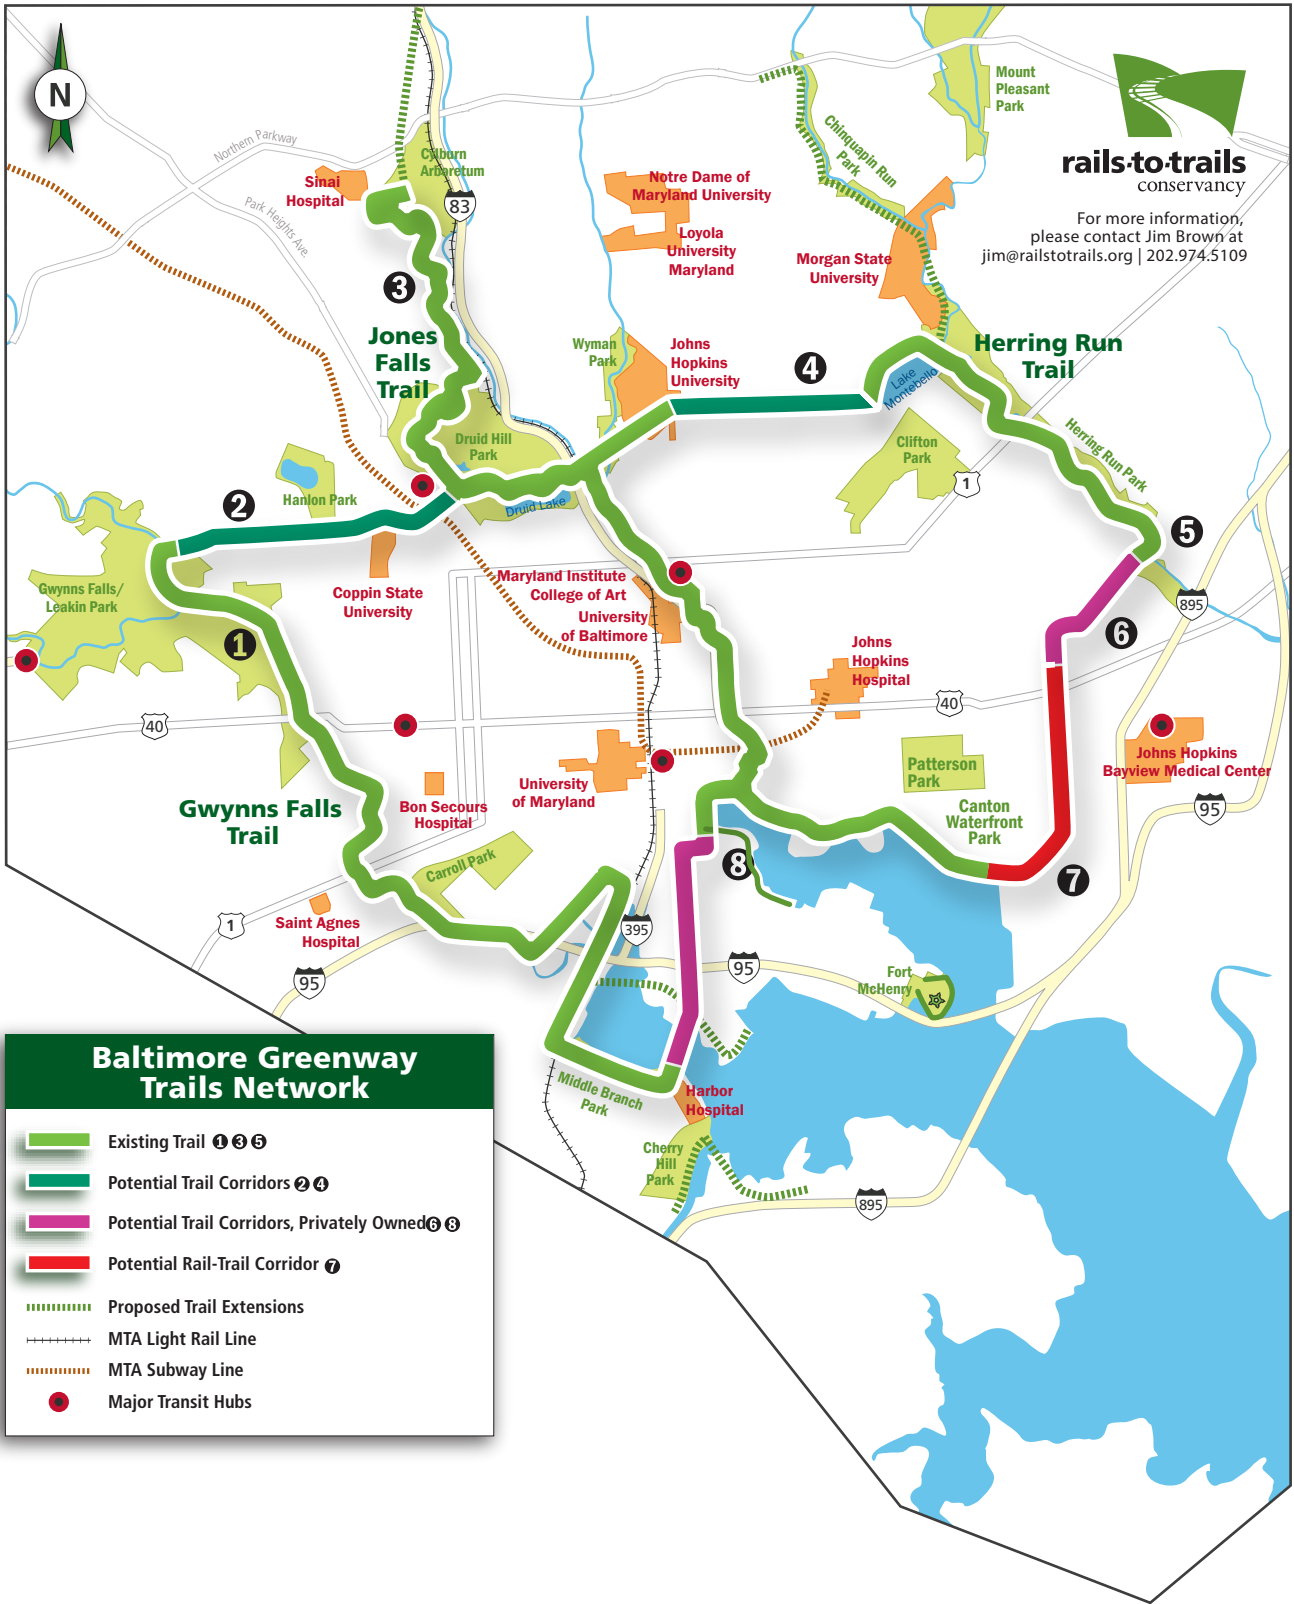 N
Northern Parkway
Park Heights Ave.
Sinai
Hospital
Cylburn
Arboretum
83
Notre Dame of
Maryland University
Loyola
University
Maryland
Chinquapin Run
Park
Mount
Pleasant
Park
rails-to-trails
conservancy
For more information,
please contact Jim Brown at
jim@railstotrails.org | 202.974.5109
Morgan State
University
3
Jones
Falls
Trail
Wyman
Park
Johns
Hopkins
University
4
Lake
Montebello
Herring Run
Trail
Herring Run Park
Clifton
Park
1
Druid Hill
Park
Druid Lake
Hanlon Park
2
5
Gwynns Falls/
Leakin Park
Coppin State
University
Maryland Institute
College of Art
University
of Baltimore
895
6
1
Johns
Hopkins
Hospital
40
40
Johns Hopkins
Bayview Medical Center
Patterson
Park
95
University
of Maryland
Bon Secours
Hospital
Gwynns Falls
Trail
Canton
Waterfront
Park
Carroll Park
8
7
1
Saint Agnes
Hospital
395
95
95
Fort
McHenry
Middle Branch
Park
Harbor
Hospital
Cherry
Hill
Park
895
Baltimore Greenway
Trails Network
Existing Trail 1 3 5
Potential Trail Corridors 2 4
Potential Trail Corridors, Privately Owned 6 8
Potential Rail-Trail Corridor 7
Proposed Trail Extensions
MTA Light Rail Line
MTA Subway Line
Major Transit Hubs